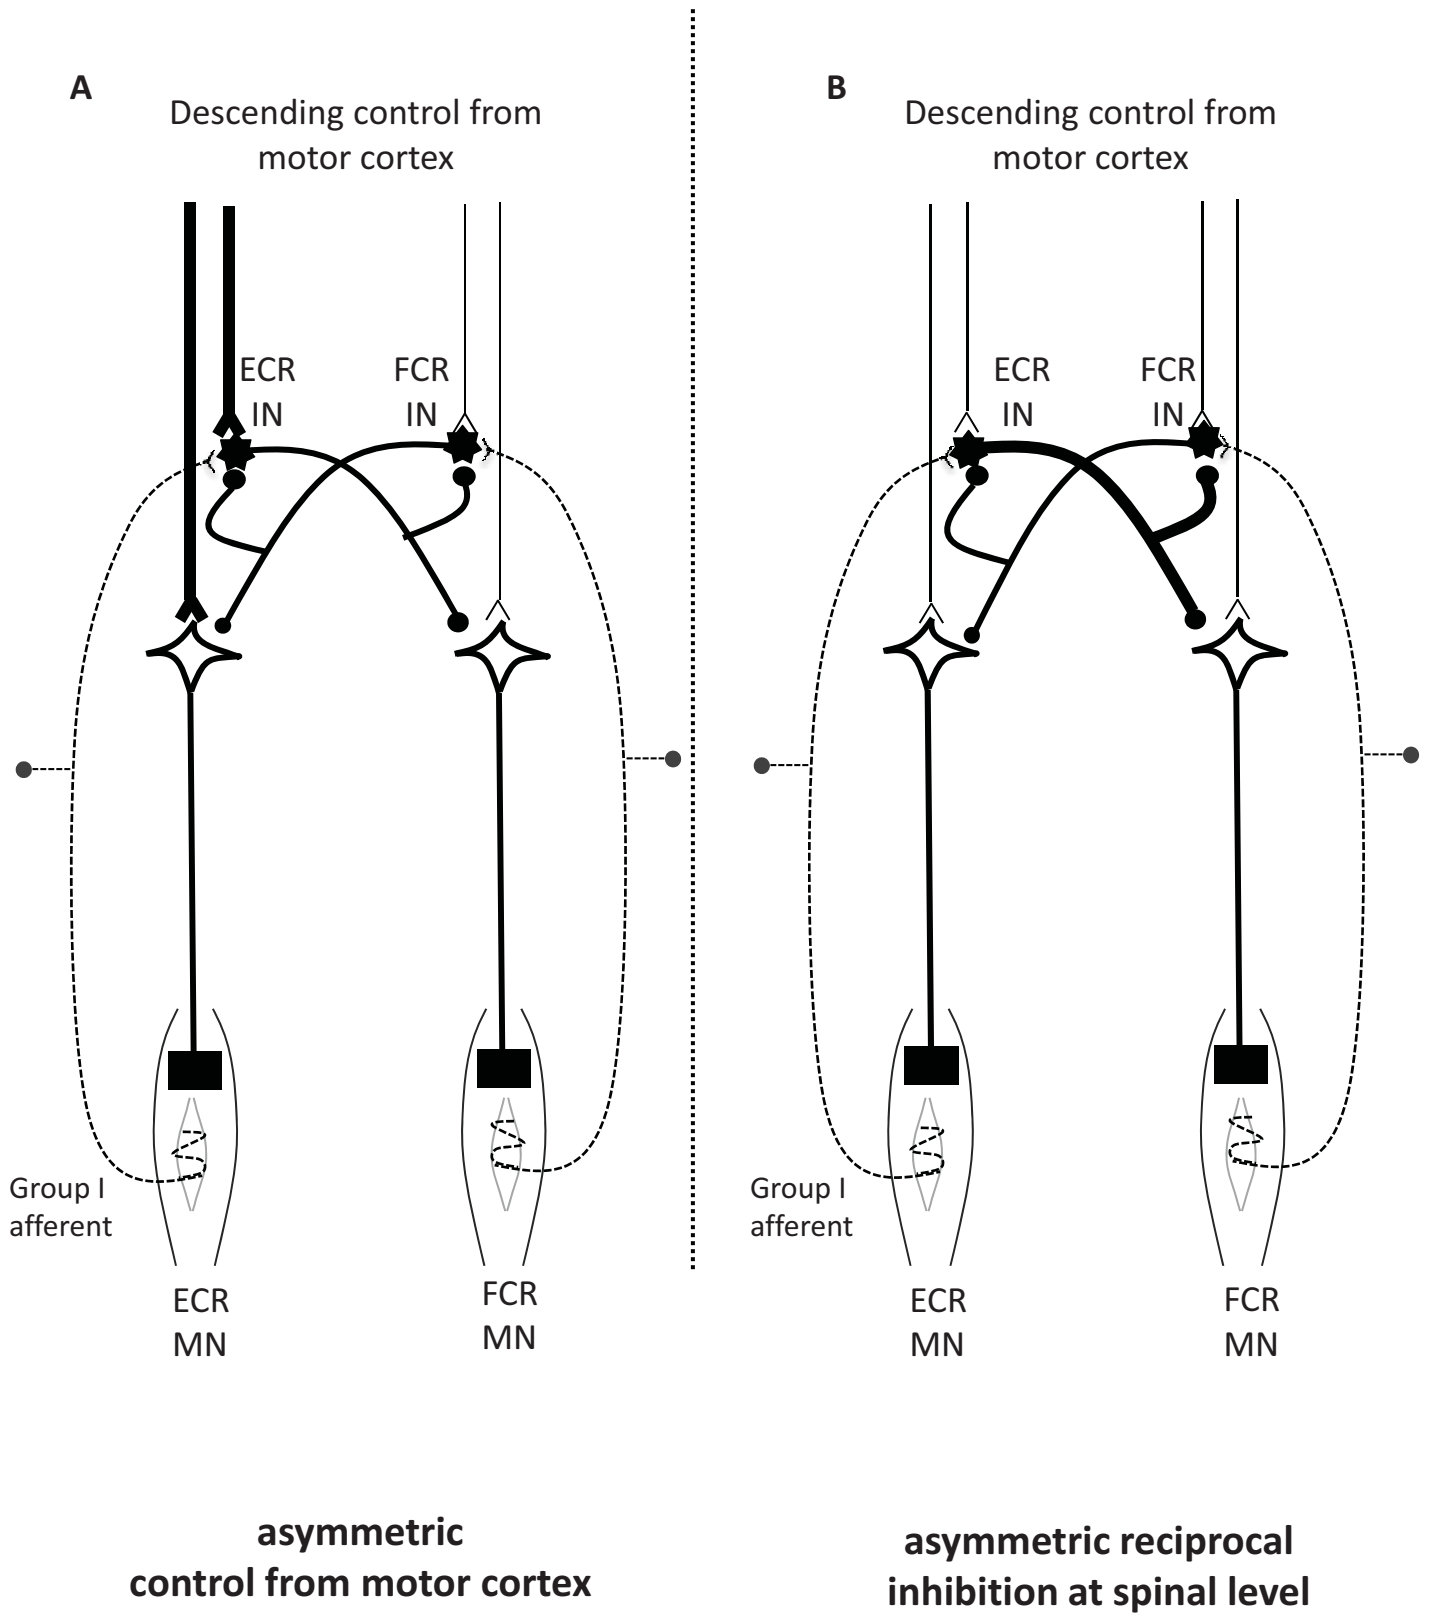 A
Descending control from
motor cortex
ECR
IN
FCR
IN
Group I
afferent
ECR
MN
FCR
MN
asymmetric
control from motor cortex
B
Descending control from
motor cortex
ECR
IN
FCR
IN
Group I
afferent
ECR
MN
FCR
MN
asymmetric reciprocal
inhibition at spinal level